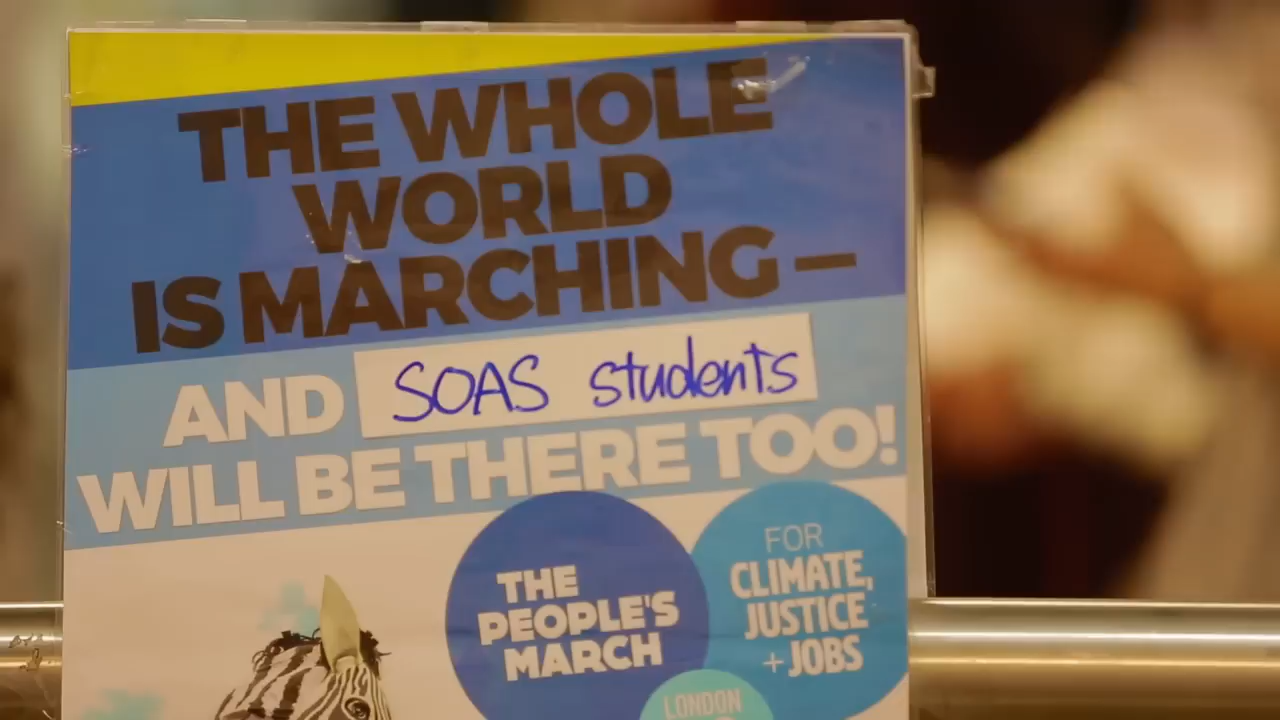 THE WHOLE
WORLD
IS MARCHING –
AND SOAS students
WILL BE THERE TOO!
THE
PEOPLE'S
MARCH
FOR
CLIMATE,
JUSTICE
+ JOBS
LONDON